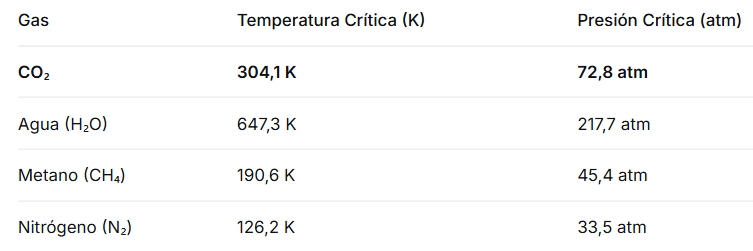 Gas Temperatura Crítica (K) Presión Crítica (atm)
CO₂ 304,1 K 72,8 atm
Agua (H₂O) 647,3 K 217,7 atm
Metano (CH₄) 190,6 K 45,4 atm
Nitrógeno (N₂) 126,2 K 33,5 atm